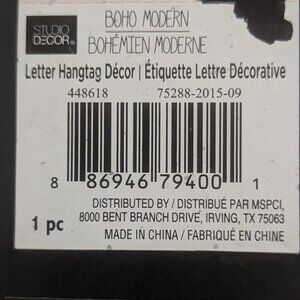 STUDIO
DECOR
BOHO MODERN
BOHÉMIEN MODERNE
Letter Hangtag Décor | Étiquette Lettre Décorative
448618 75288-2015-09
8 86946 79400 1
1 pc
DISTRIBUTED BY / DISTRIBUÉ PAR MSPCI,
8000 BENT BRANCH DRIVE, IRVING, TX 75063
MADE IN CHINA / FABRIQUÉ EN CHINE